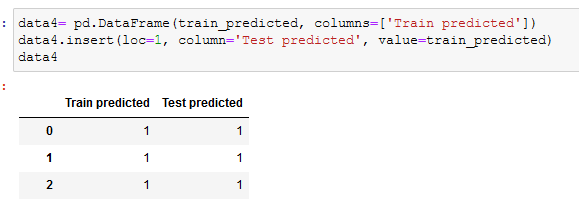 : data4= pd.DataFrame(train_predicted, columns=['Train predicted'])
data4.insert(loc=1, column='Test predicted', value=train_predicted)
data4
:
Train predicted Test predicted
0 1 1
1 1 1
2 1 1